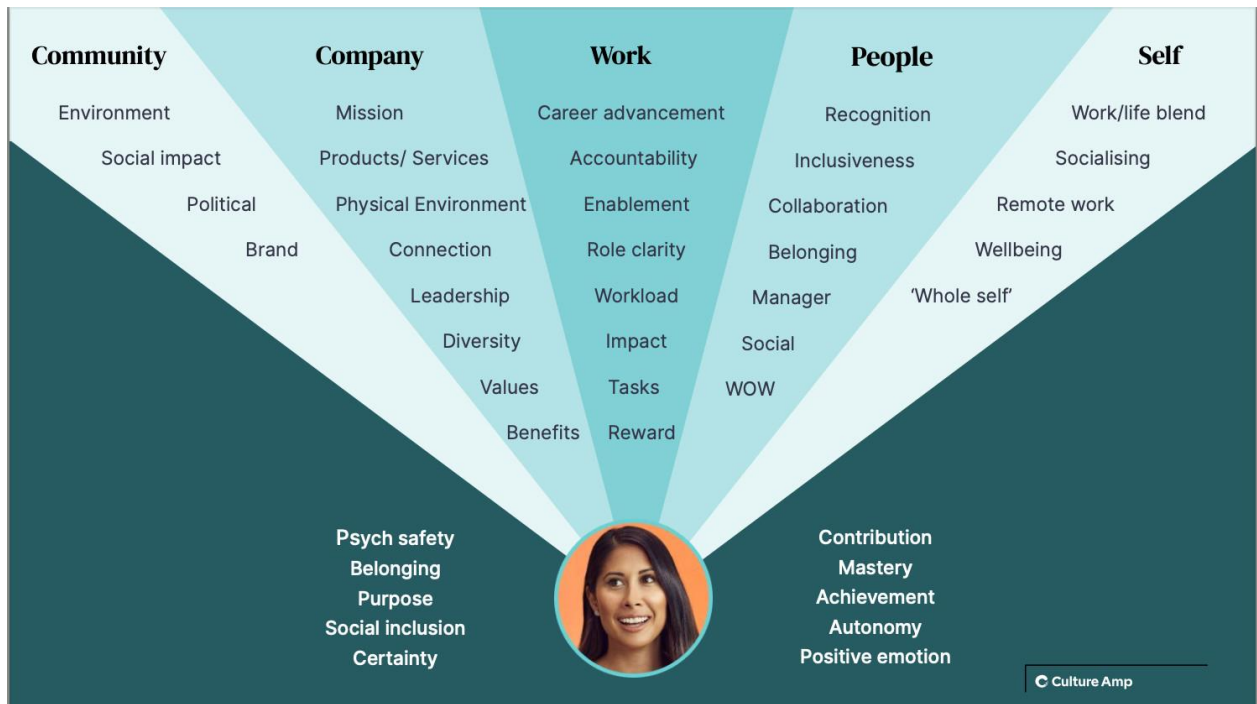 Community
Environment
Social impact
Political
Brand
Company
Mission
Products/ Services
Physical Environment
Connection
Leadership
Diversity
Values
Benefits
Work
Career advancement
Accountability
Enablement
Role clarity
Workload
Impact
Tasks
Reward
People
Recognition
Inclusiveness
Collaboration
Belonging
Manager
Social
WOW
Self
Work/life blend
Socialising
Remote work
Wellbeing
‘Whole self’
Psych safety
Belonging
Purpose
Social inclusion
Certainty
Contribution
Mastery
Achievement
Autonomy
Positive emotion
Culture Amp